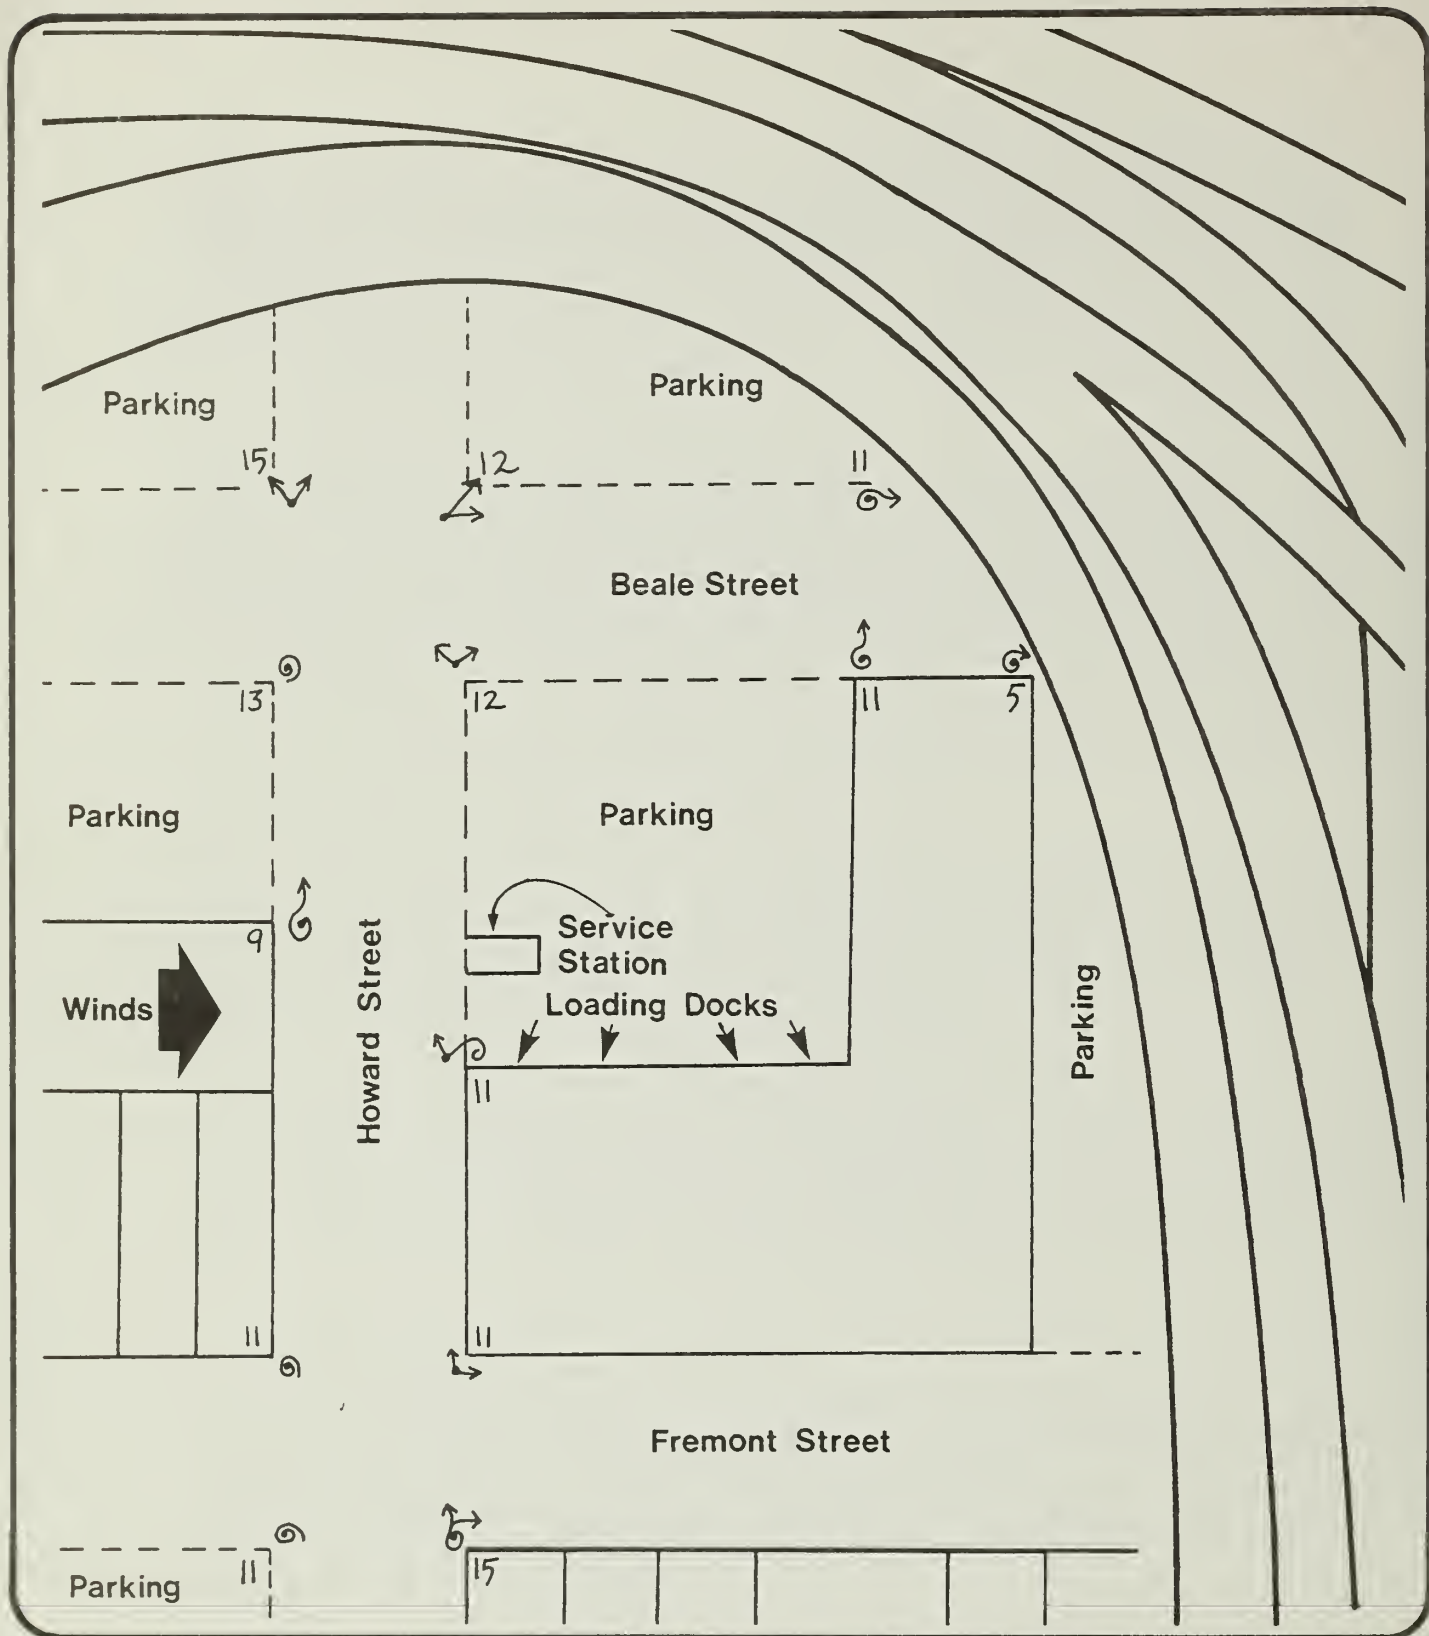 Parking
Parking
15
12
11
Beale Street
13
12
11
5
Parking
Parking
9
Service
Station
Winds
Howard Street
Loading Docks
Parking
11
11
11
Fremont Street
11
15
Parking